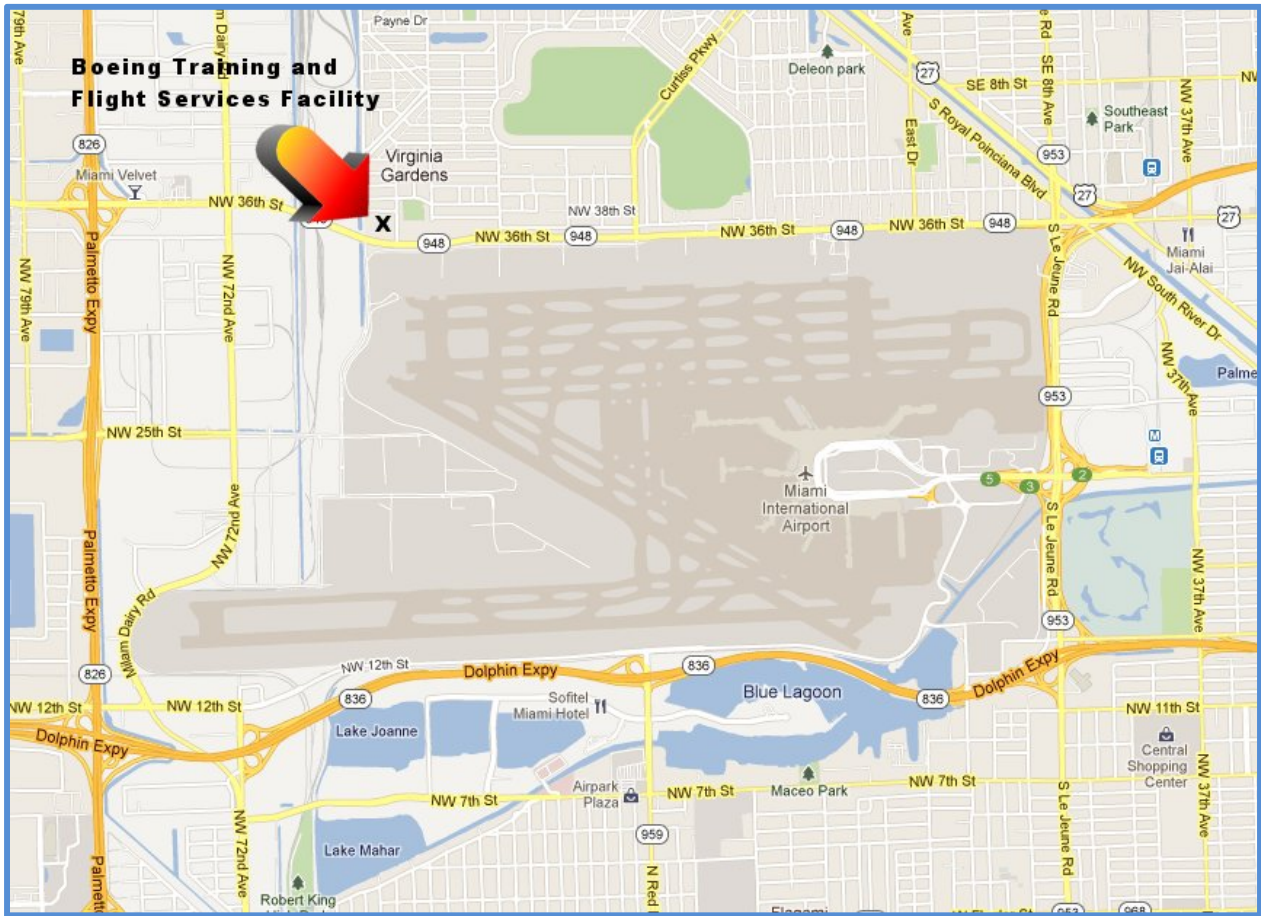 79th Ave
m Dairy Rd
Payne Dr
Curtiss Pkwy
Deleon park
Ave
e Rd
27
SE 8th St
SE 8th Ave
NW 37th Ave
Boeing Training and
Flight Services Facility
S Royal Poinciana Blvd
Southeast
Park
East Dr
826
953
Virginia
Gardens
Miami Velvet
27
NW 36th St
NW 38th St
X
948
NW 36th St
948
NW 36th St
948
NW 36th St
948
27
Miami
Jai-Alai
Palmetto Expy
NW 79th Ave
NW 72nd Ave
S Le Jeune Rd
NW South River Dr
NW 37th Ave
Palme
953
NW 25th St
M
Miami
International
Airport
5
3
2
NW 72nd Ave
Palmetto Expy
S Le Jeune Rd
NW 37th Ave
Milam Dairy Rd
953
826
NW 12th St
Dolphin Expy
836
Dolphin Expy
NW 12th St
NW 12th St
836
Sofitel
Miami Hotel
Blue Lagoon
836
NW 11th St
Lake Joanne
Dolphin Expy
Central
Shopping
Center
Airpark
Plaza
NW 7th St
NW 7th St
Maceo Park
NW 7th St
S Le Jeune Rd
NW 37th Ave
959
Lake Mahar
NW 72nd Ave
Palmetto
N Red
Robert King
953
968